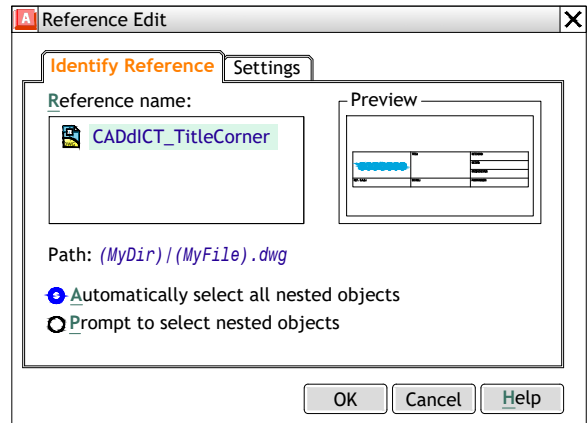 Reference Edit
Identify Reference
Settings
Reference name:
Preview
CADdICT_TitleCorner
Path: (MyDir)|(MyFile).dwg
Automatically select all nested objects
Prompt to select nested objects
OK
Cancel
Help